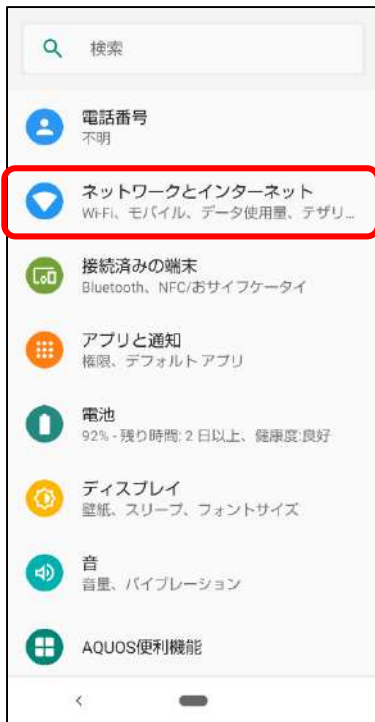 検索
電話番号
不明
ネットワークとインターネット
Wi-Fi、モバイル、データ使用量、テザリ...
接続済みの端末
Bluetooth、NFC/おサイフケータイ
アプリと通知
権限、デフォルト アプリ
電池
92% - 残り時間: 2 日以上、健康度:良好
ディスプレイ
壁紙、スリープ、フォントサイズ
音
音量、バイブレーション
AQUOS便利機能